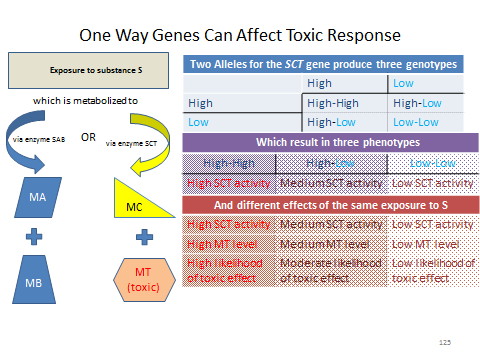 One Way Genes Can Affect Toxic Response
Exposure to substance S
which is metabolized to
via enzyme SAB
OR
via enzyme SCT
MA
MC
MB
MT
(toxic)
Two Alleles for the SCT gene produce three genotypes
High Low
High High-High High-Low
Low High-Low Low-Low
Which result in three phenotypes
High-High High-Low Low-Low
High SCT activity Medium SCT activity Low SCT activity
And different effects of the same exposure to S
High SCT activity Medium SCT activity Low SCT activity
High MT level Medium MT level Low MT level
High likelihood Moderate likelihood Low likelihood of
of toxic effect of toxic effect toxic effect
125